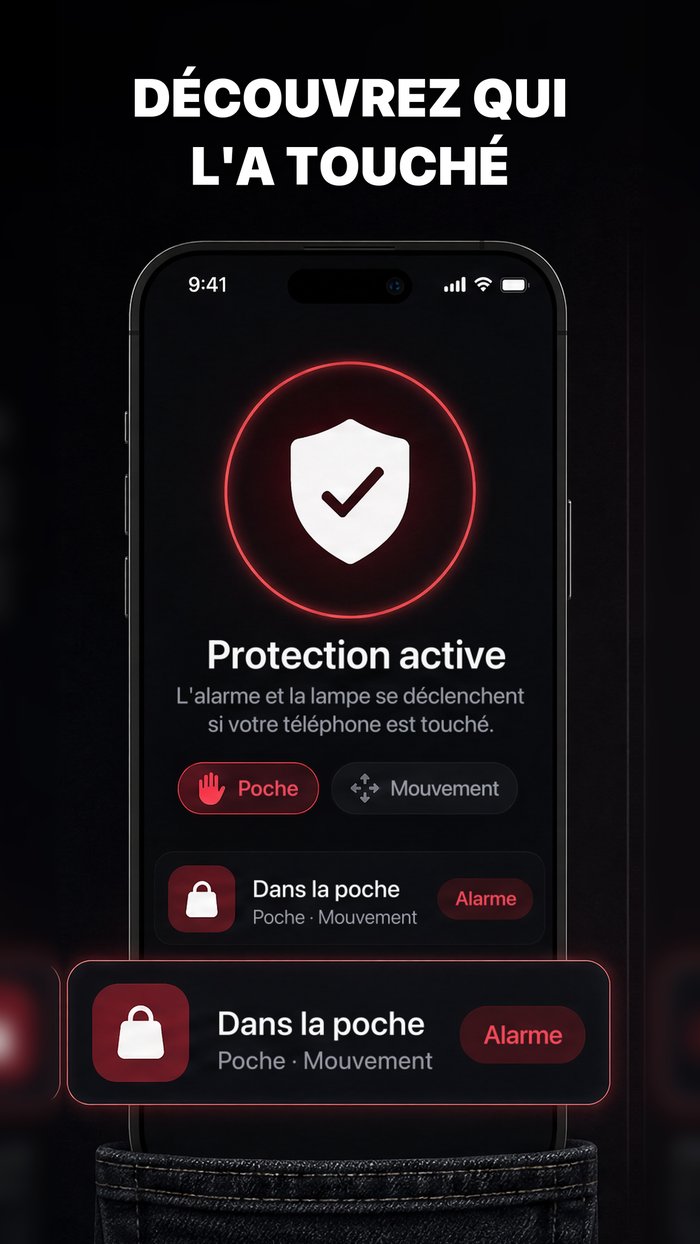 DÉCOUVREZ QUI
L'A TOUCHÉ
9:41
Protection active
L'alarme et la lampe se déclenchent
si votre téléphone est touché.
Poche
Mouvement
Dans la poche
Poche · Mouvement
Alarme
Dans la poche
Poche · Mouvement
Alarme